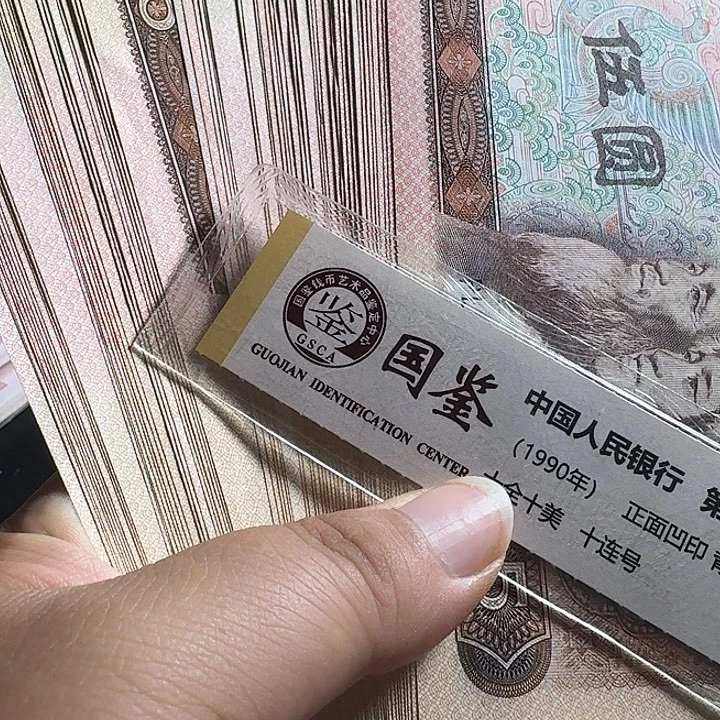 伍圆
国鉴钱币艺术品鉴定中心
鉴
G.S.C.A
国鉴
GUOJIAN IDENTIFICATION CENTER
中国人民银行 第
(1990年) 正面凹印
十全十美 十连号